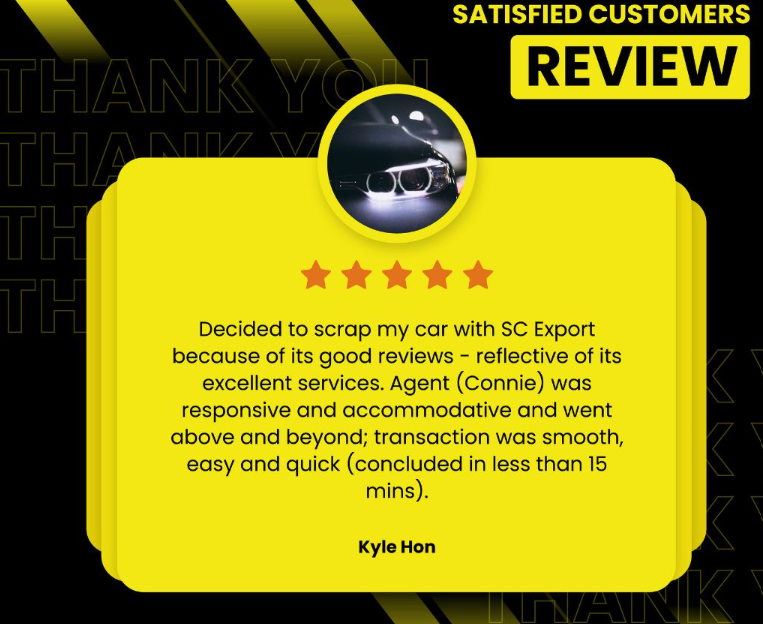 SATISFIED CUSTOMERS
REVIEW
THANK YOU
THANK Y
TH
TH
Decided to scrap my car with SC Export
because of its good reviews - reflective of its
excellent services. Agent (Connie) was
responsive and accommodative and went
above and beyond; transaction was smooth,
easy and quick (concluded in less than 15
mins).
Kyle Hon
K Y
K Y
K Y
K Y
THANK Y